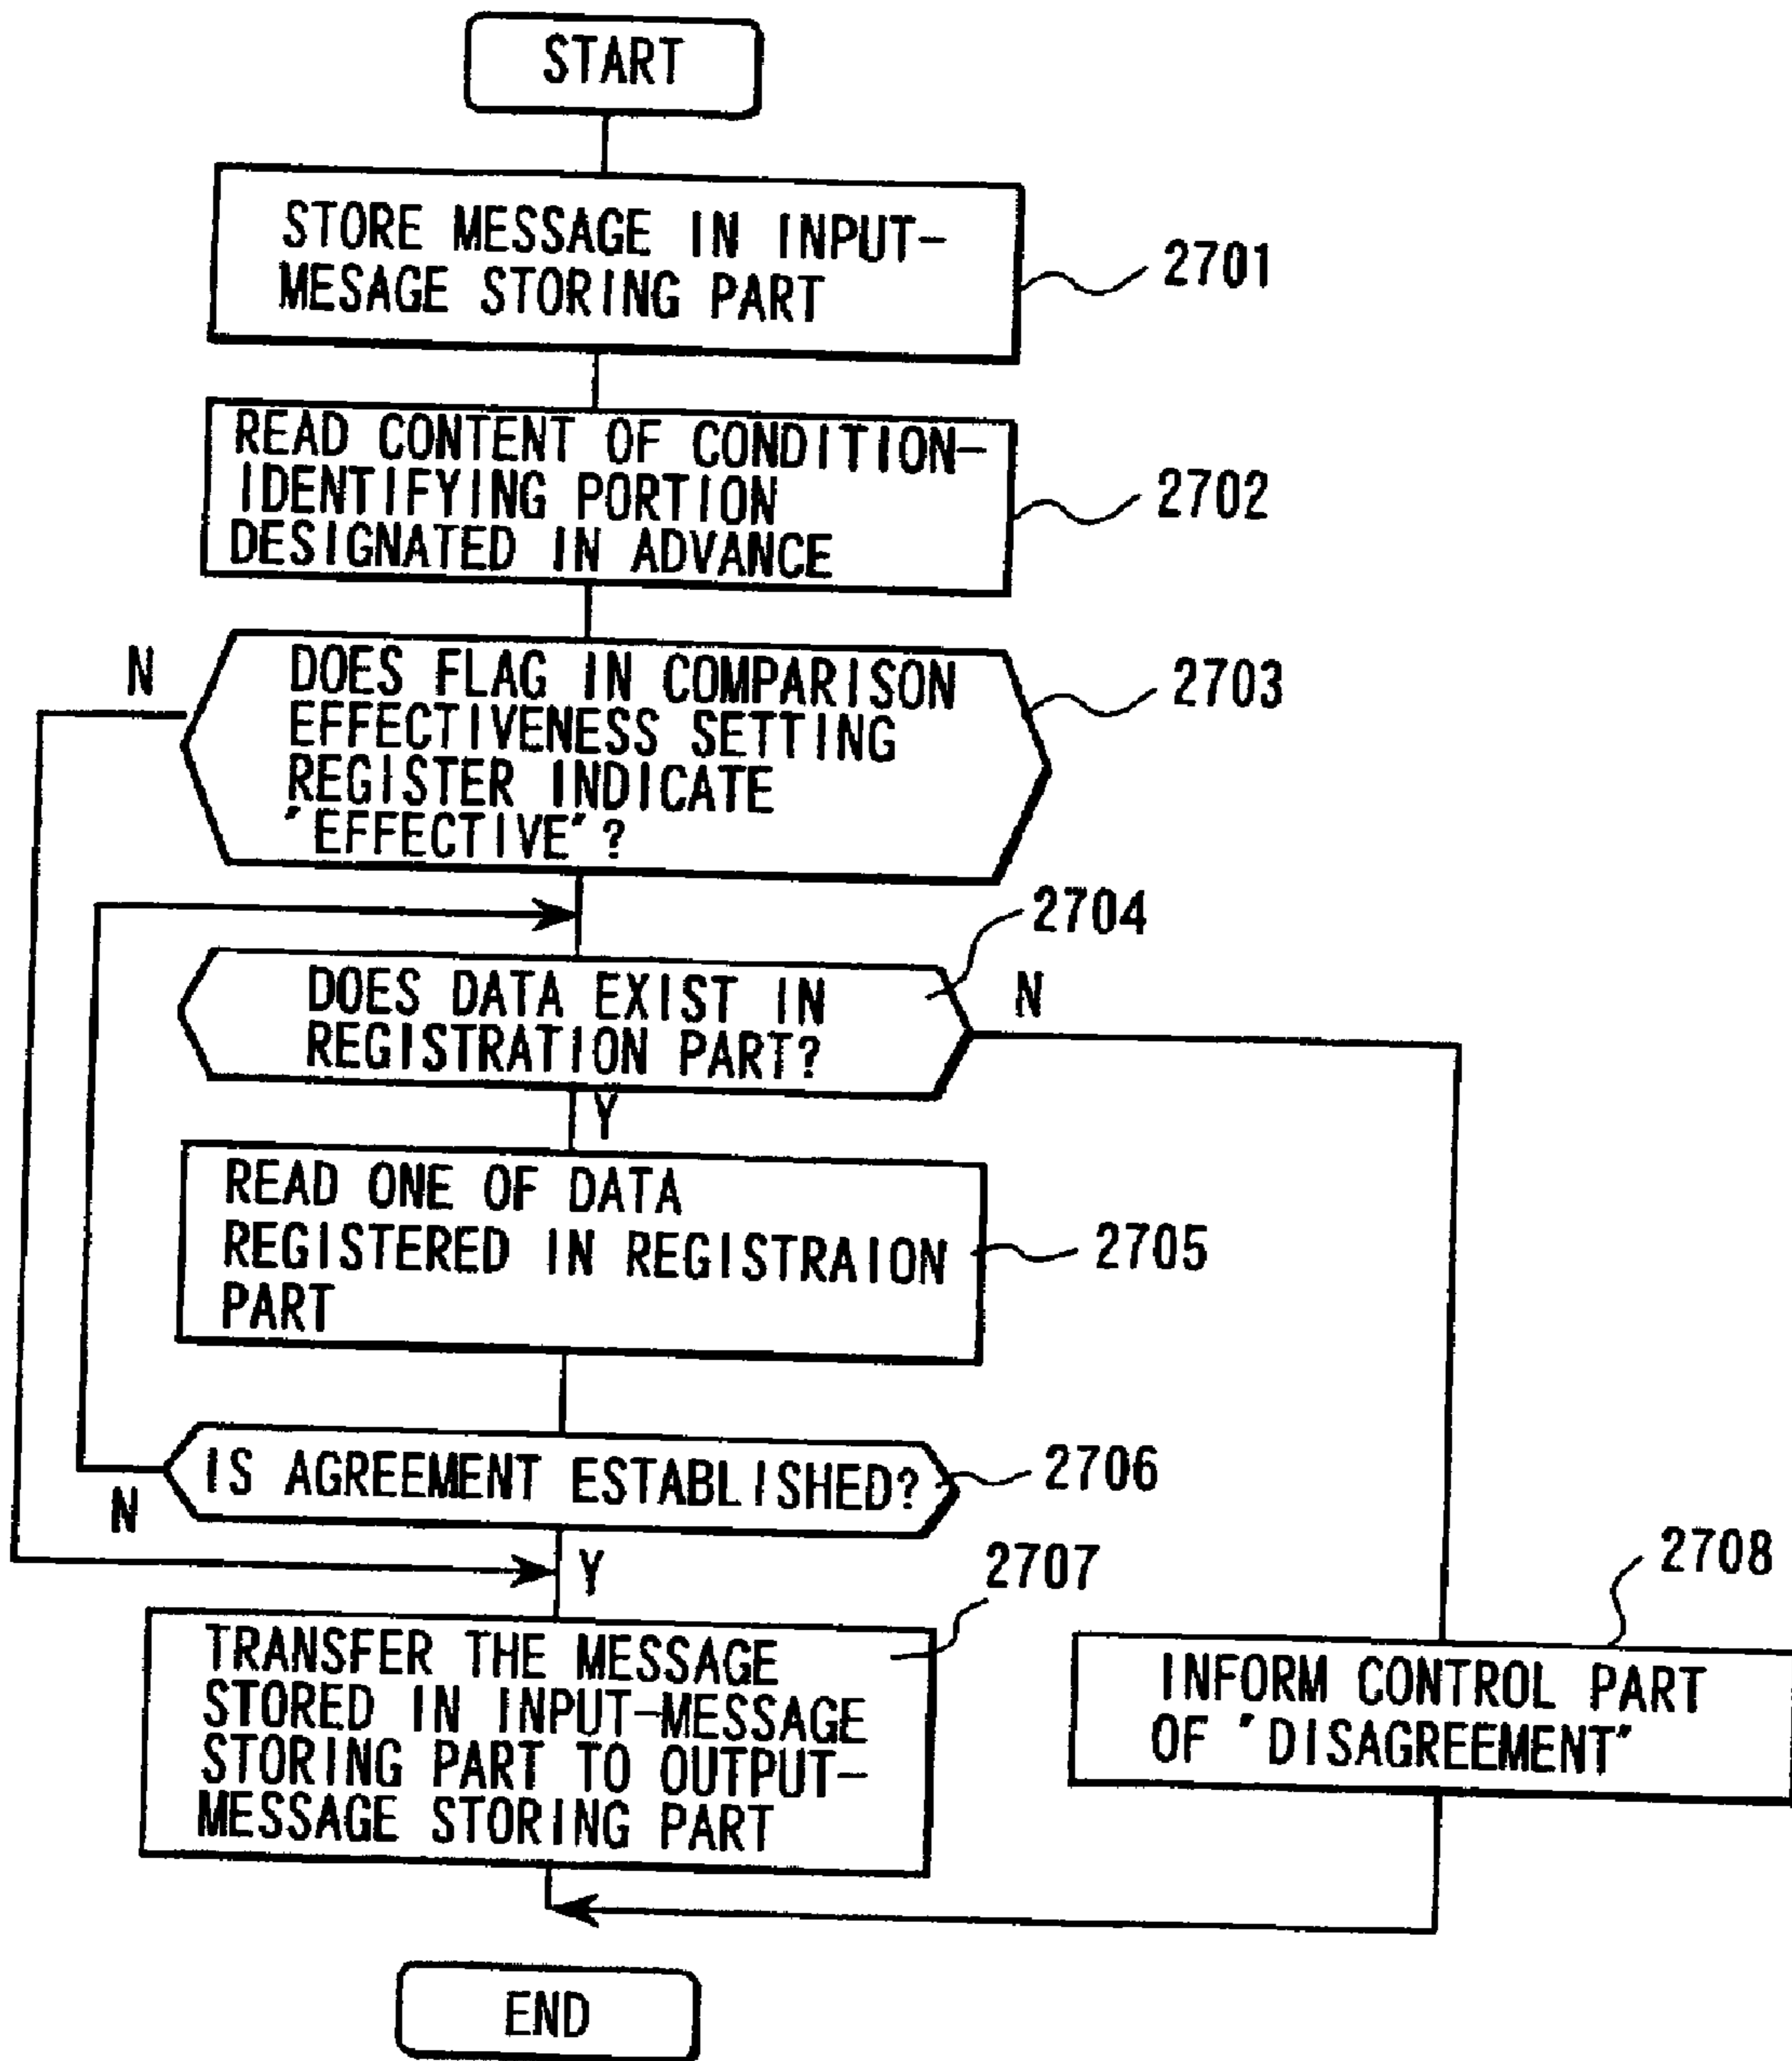 START
STORE MESSAGE IN INPUT-
MESAGE STORING PART
2701
READ CONTENT OF CONDITION-
IDENTIFYING PORTION
DESIGNATED IN ADVANCE
2702
N
DOES FLAG IN COMPARISON
EFFECTIVENESS SETTING
REGISTER INDICATE
"EFFECTIVE"?
2703
2704
DOES DATA EXIST IN
REGISTRATION PART?
N
Y
READ ONE OF DATA
REGISTERED IN REGISTRAION
PART
2705
IS AGREEMENT ESTABLISHED?
2706
N
Y
2707
2708
TRANSFER THE MESSAGE
STORED IN INPUT-MESSAGE
STORING PART TO OUTPUT-
MESSAGE STORING PART
INFORM CONTROL PART
OF "DISAGREEMENT"
END